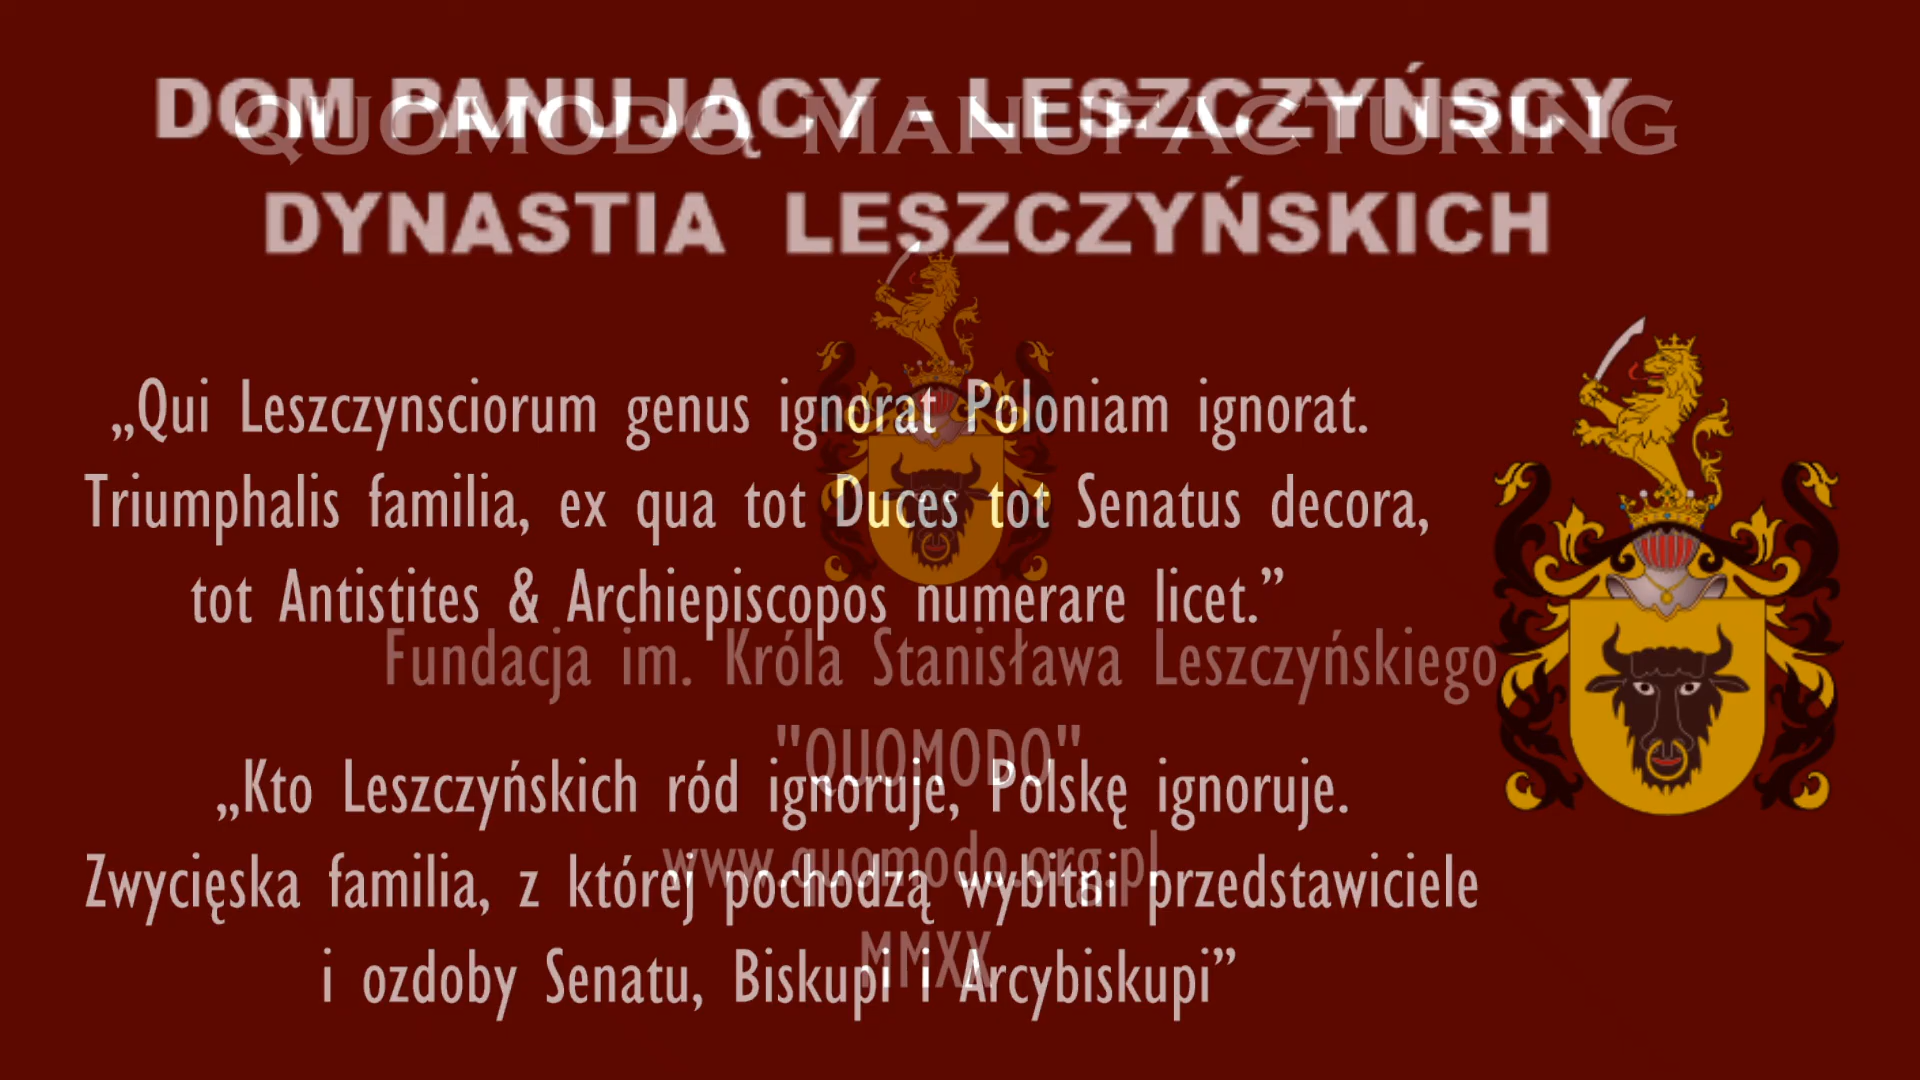 DOM PANUJĄCY - LESZCZYŃSCY
QUOMODO MANUFACTURING
DYNASTIA LESZCZYŃSKICH
„Qui Leszczynsciorum genus ignorat Poloniam ignorat.
Triumphalis familia, ex qua tot Duces tot Senatus decora,
tot Antistites & Archiepiscopos numerare licet.”
Fundacja im. Króla Stanisława Leszczyńskiego
"QUOMODO"
„Kto Leszczyńskich ród ignoruje, Polskę ignoruje.
www.quomodo.org.pl
Zwycięska familia, z której pochodzą wybitni przedstawiciele
MMXX
i ozdoby Senatu, Biskupi i Arcybiskupi”